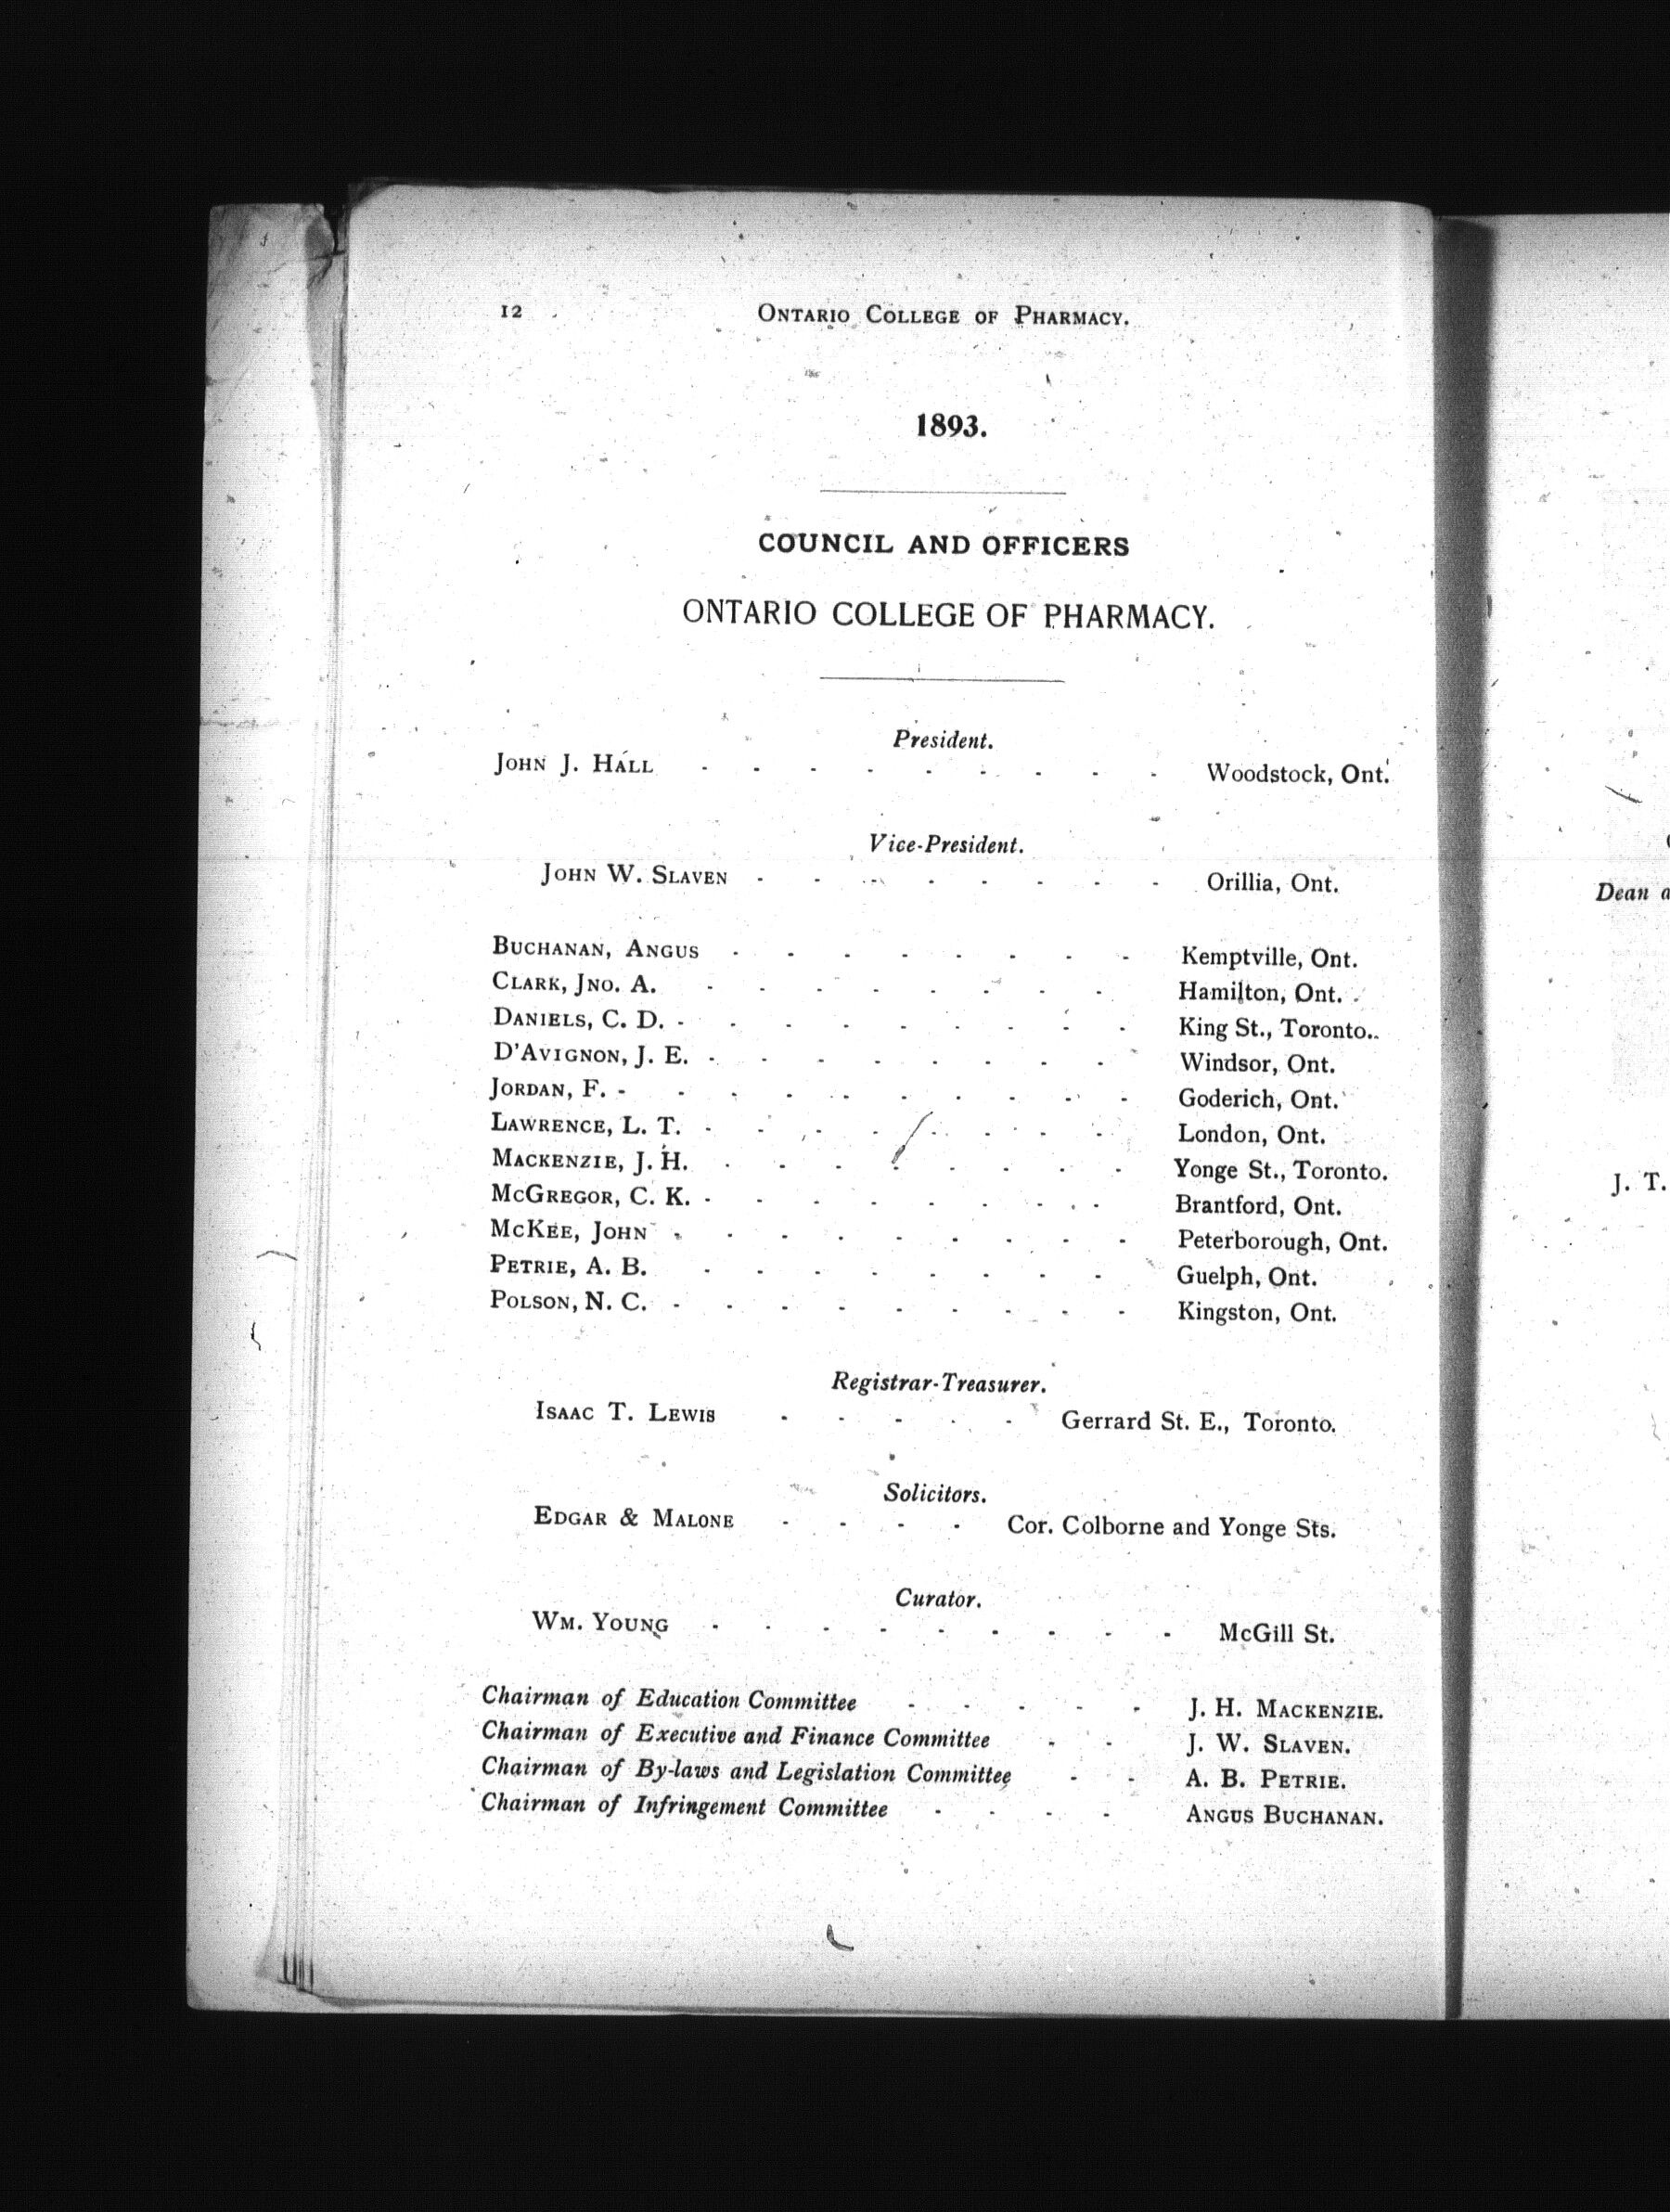 12 ONTARIO COLLEGE OF PHARMACY.
1893.
COUNCIL AND OFFICERS
ONTARIO COLLEGE OF PHARMACY.
President.
JOHN J. HALL - - - - - - - - - Woodstock, Ont.
Vice-President.
JOHN W. SLAVEN - - - - - - - - Orillia, Ont.
BUCHANAN, ANGUS - - - - - - - - Kemptville, Ont.
CLARK, JNO. A. - - - - - - - - Hamilton, Ont.
DANIELS, C. D. - - - - - - - - - King St., Toronto.
D'AVIGNON, J. E. - - - - - - - - Windsor, Ont.
JORDAN, F. - - - - - - - - - - Goderich, Ont.
LAWRENCE, L. T. - - - - - - - - London, Ont.
MACKENZIE, J. H. - - - - - - - - Yonge St., Toronto.
MCGREGOR, C. K. - - - - - - - - Brantford, Ont.
MCKEE, JOHN - - - - - - - - - Peterborough, Ont.
PETRIE, A. B. - - - - - - - - Guelph, Ont.
POLSON, N. C. - - - - - - - - - Kingston, Ont.
Registrar-Treasurer.
ISAAC T. LEWIS - - - - - Gerrard St. E., Toronto.
Solicitors.
EDGAR & MALONE - - - - Cor. Colborne and Yonge Sts.
Curator.
WM. YOUNG - - - - - - - - - McGill St.
Chairman of Education Committee - - - - - J. H. MACKENZIE.
Chairman of Executive and Finance Committee - - J. W. SLAVEN.
Chairman of By-laws and Legislation Committee - - A. B. PETRIE.
Chairman of Infringement Committee - - - - ANGUS BUCHANAN.
Dean
J. T.